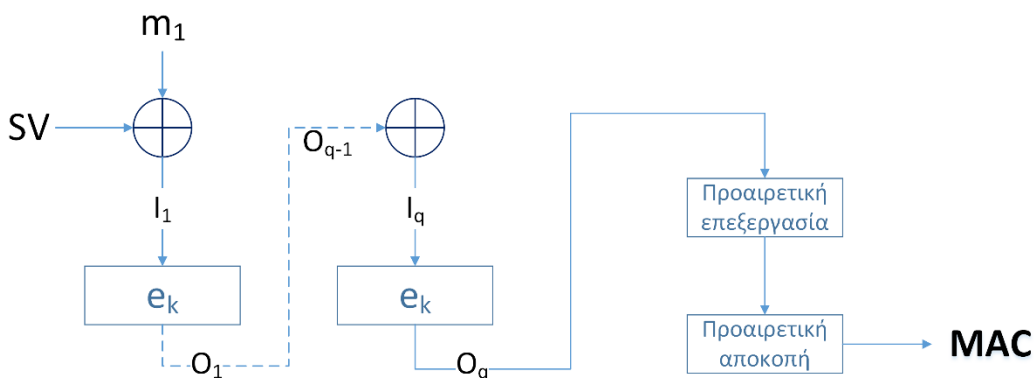 m₁
SV
Oq-1
I₁
Iq
eₖ
eₖ
O₁
Oq
Προαιρετική
επεξεργασία
Προαιρετική
αποκοπή
MAC